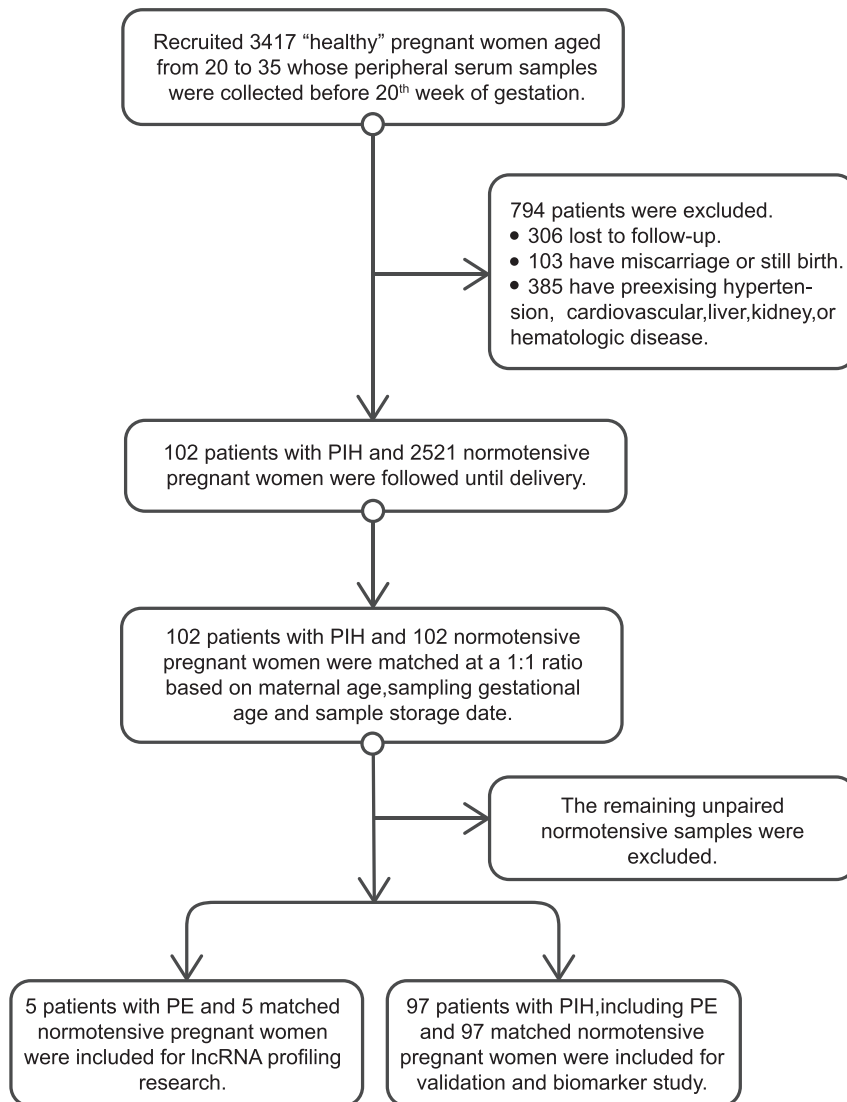 Recruited 3417 “healthy” pregnant women aged
from 20 to 35 whose peripheral serum samples
were collected before 20th week of gestation.
794 patients were excluded.
• 306 lost to follow-up.
• 103 have miscarriage or still birth.
• 385 have preexising hyperten-
sion, cardiovascular,liver,kidney,or
hematologic disease.
102 patients with PIH and 2521 normotensive
pregnant women were followed until delivery.
102 patients with PIH and 102 normotensive
pregnant women were matched at a 1:1 ratio
based on maternal age,sampling gestational
age and sample storage date.
The remaining unpaired
normotensive samples were
excluded.
5 patients with PE and 5 matched
normotensive pregnant women
were included for lncRNA profiling
research.
97 patients with PIH,including PE
and 97 matched normotensive
pregnant women were included for
validation and biomarker study.